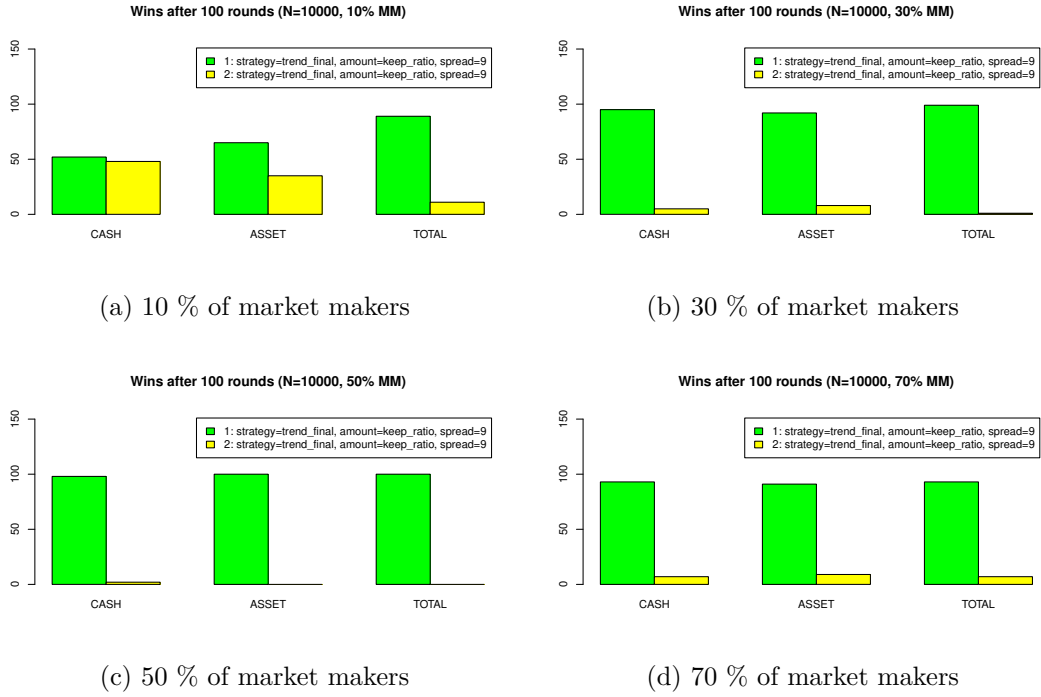 Wins after 100 rounds (N=10000, 10% MM)
150
100
50
0
1: strategy=trend_final, amount=keep_ratio, spread=9
2: strategy=trend_final, amount=keep_ratio, spread=9
CASH ASSET TOTAL
(a) 10 % of market makers
Wins after 100 rounds (N=10000, 30% MM)
150
100
50
0
1: strategy=trend_final, amount=keep_ratio, spread=9
2: strategy=trend_final, amount=keep_ratio, spread=9
CASH ASSET TOTAL
(b) 30 % of market makers
Wins after 100 rounds (N=10000, 50% MM)
150
100
50
0
1: strategy=trend_final, amount=keep_ratio, spread=9
2: strategy=trend_final, amount=keep_ratio, spread=9
CASH ASSET TOTAL
(c) 50 % of market makers
Wins after 100 rounds (N=10000, 70% MM)
150
100
50
0
1: strategy=trend_final, amount=keep_ratio, spread=9
2: strategy=trend_final, amount=keep_ratio, spread=9
CASH ASSET TOTAL
(d) 70 % of market makers